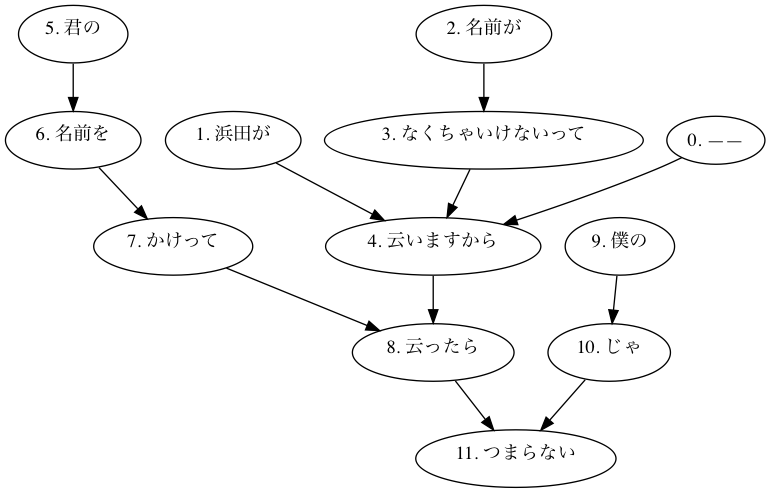 5. 君の
2. 名前が
6. 名前を
1. 浜田が
3. なくちゃいけないって
0. ——
7. かけって
4. 云いますから
9. 僕の
8. 云ったら
10. じゃ
11. つまらない